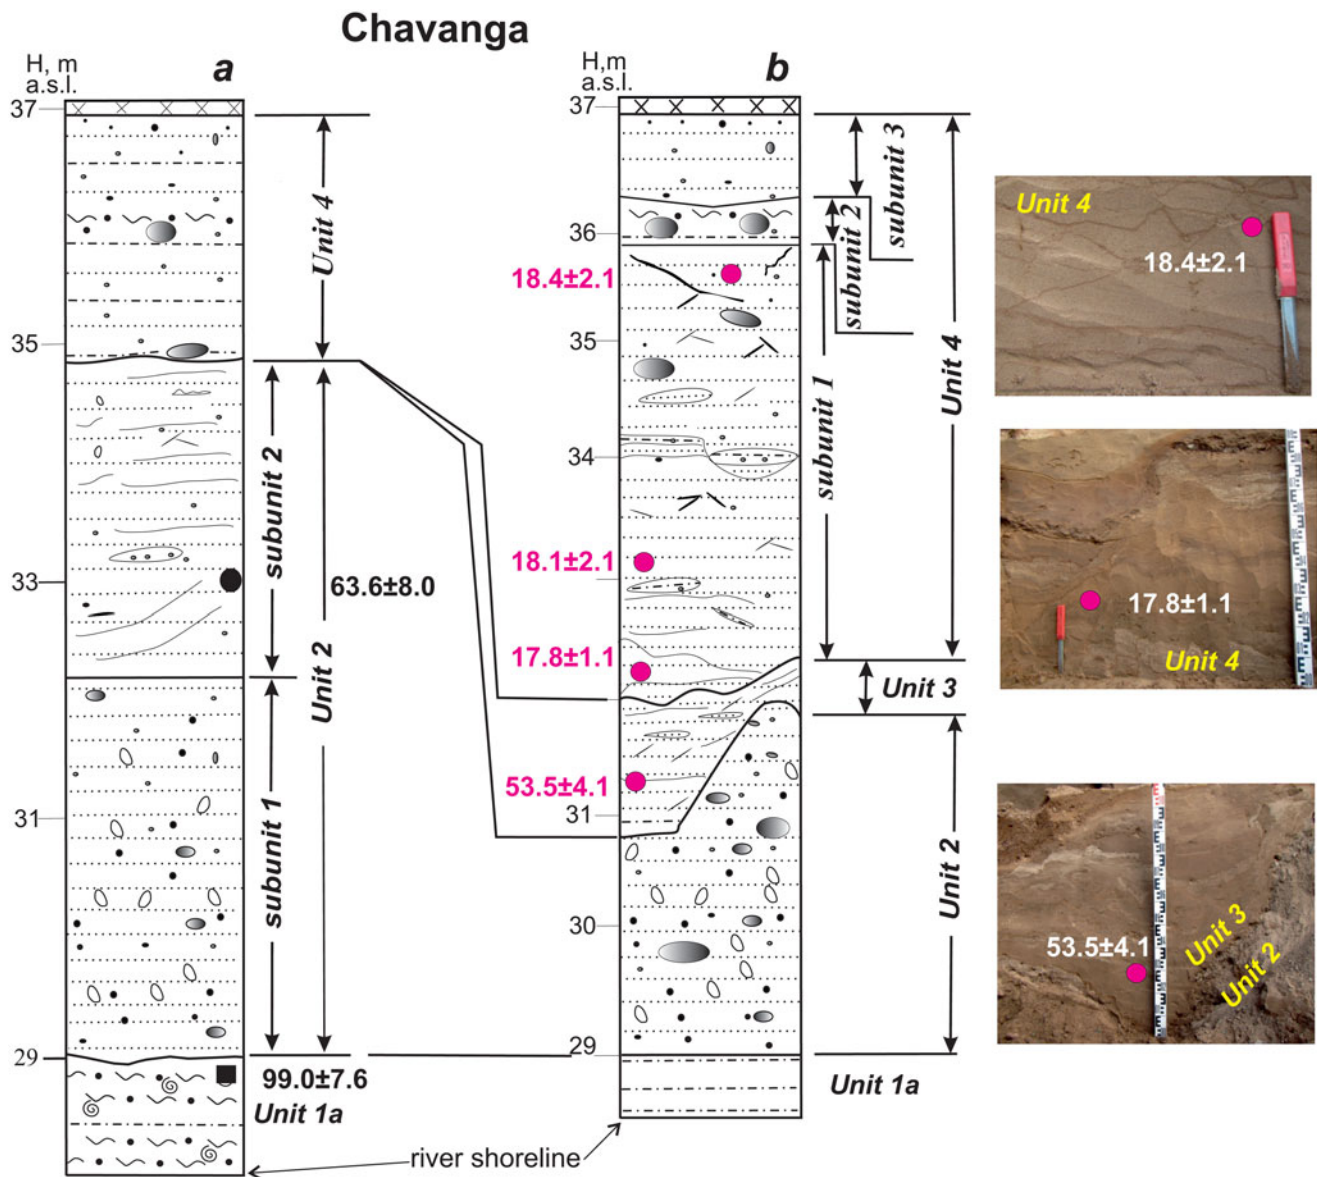 Chavanga
H, m
a.s.l.
a
37
35
33
31
29
Unit 4
subunit 2
subunit 1
Unit 2
63.6±8.0
99.0±7.6
Unit 1a
river shoreline
H,m
a.s.l.
b
37
36
35
34
31
30
29
18.4±2.1
18.1±2.1
17.8±1.1
53.5±4.1
subunit 3
subunit 2
subunit 1
Unit 4
Unit 3
Unit 2
Unit 1a
Unit 4
18.4±2.1
17.8±1.1
Unit 4
53.5±4.1
Unit 3
Unit 2